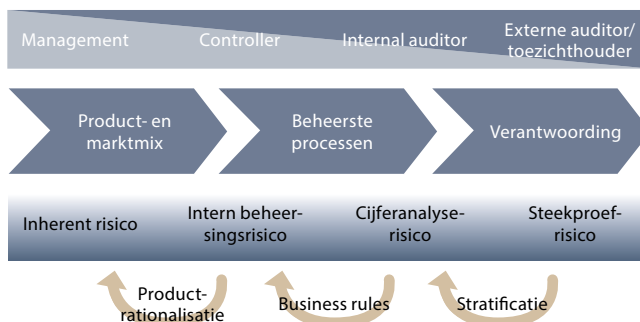 Management
Controller
Internal auditor
Externe auditor/
toezichthouder
Product- en
marktmix
Beheerste
processen
Verantwoording
Inherent risico
Intern beheer-
singsrisico
Cijferanalyse-
risico
Steekproef-
risico
Product-
rationalisatie
Business rules
Stratificatie